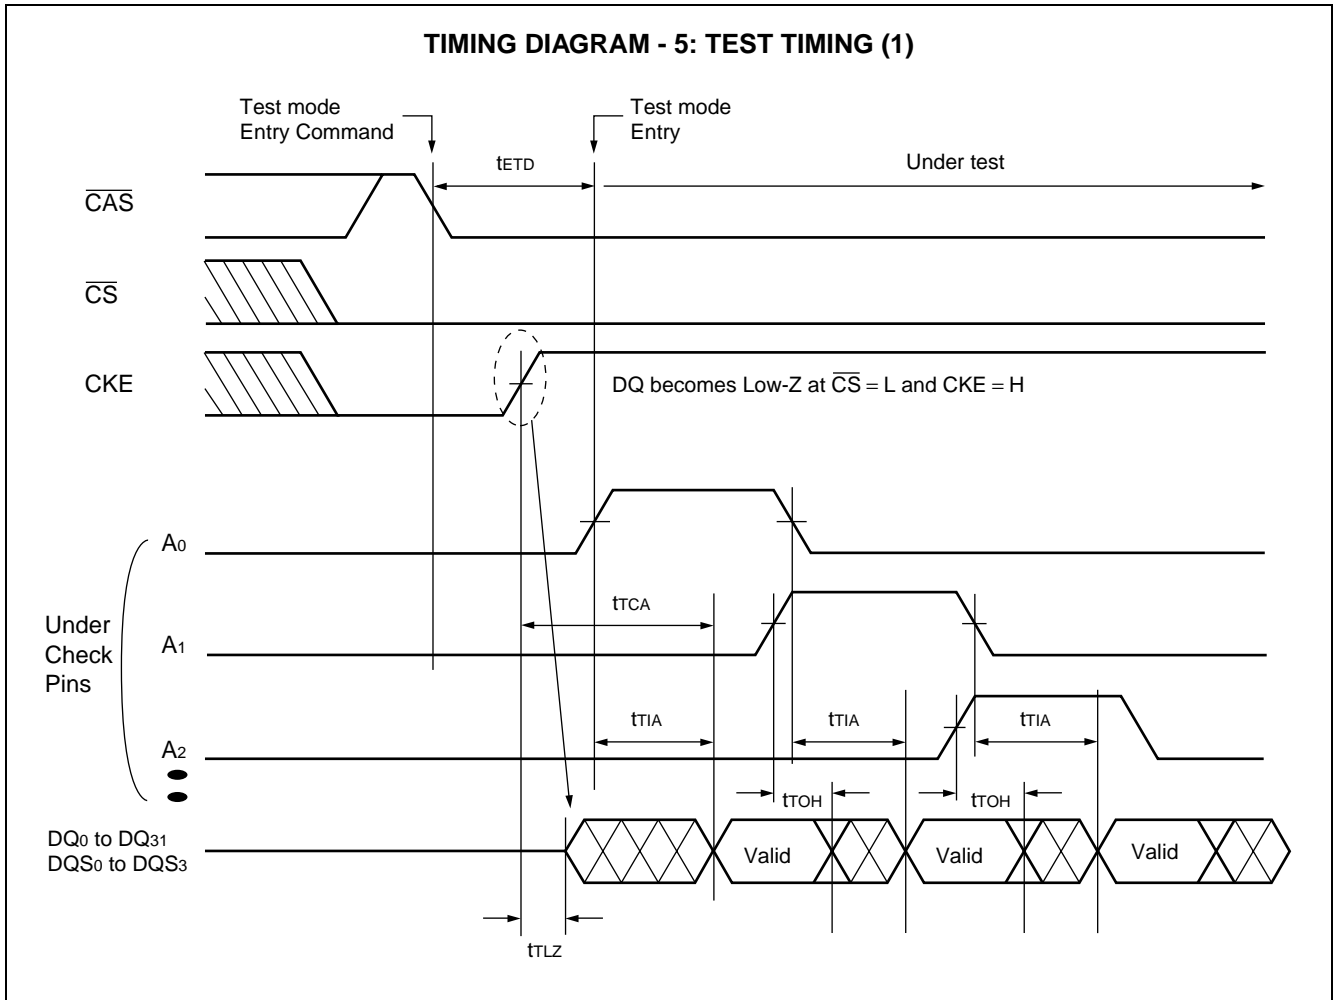 TIMING DIAGRAM - 5: TEST TIMING (1)
Test mode
Entry Command
Test mode
Entry
tETD
Under test
CAS
CS
CKE
DQ becomes Low-Z at CS = L and CKE = H
A0
tTCA
Under
Check
Pins
A1
tTIA
tTIA
tTIA
A2
tTOH
tTOH
DQ0 to DQ31
DQS0 to DQS3
Valid
Valid
Valid
tTLZ